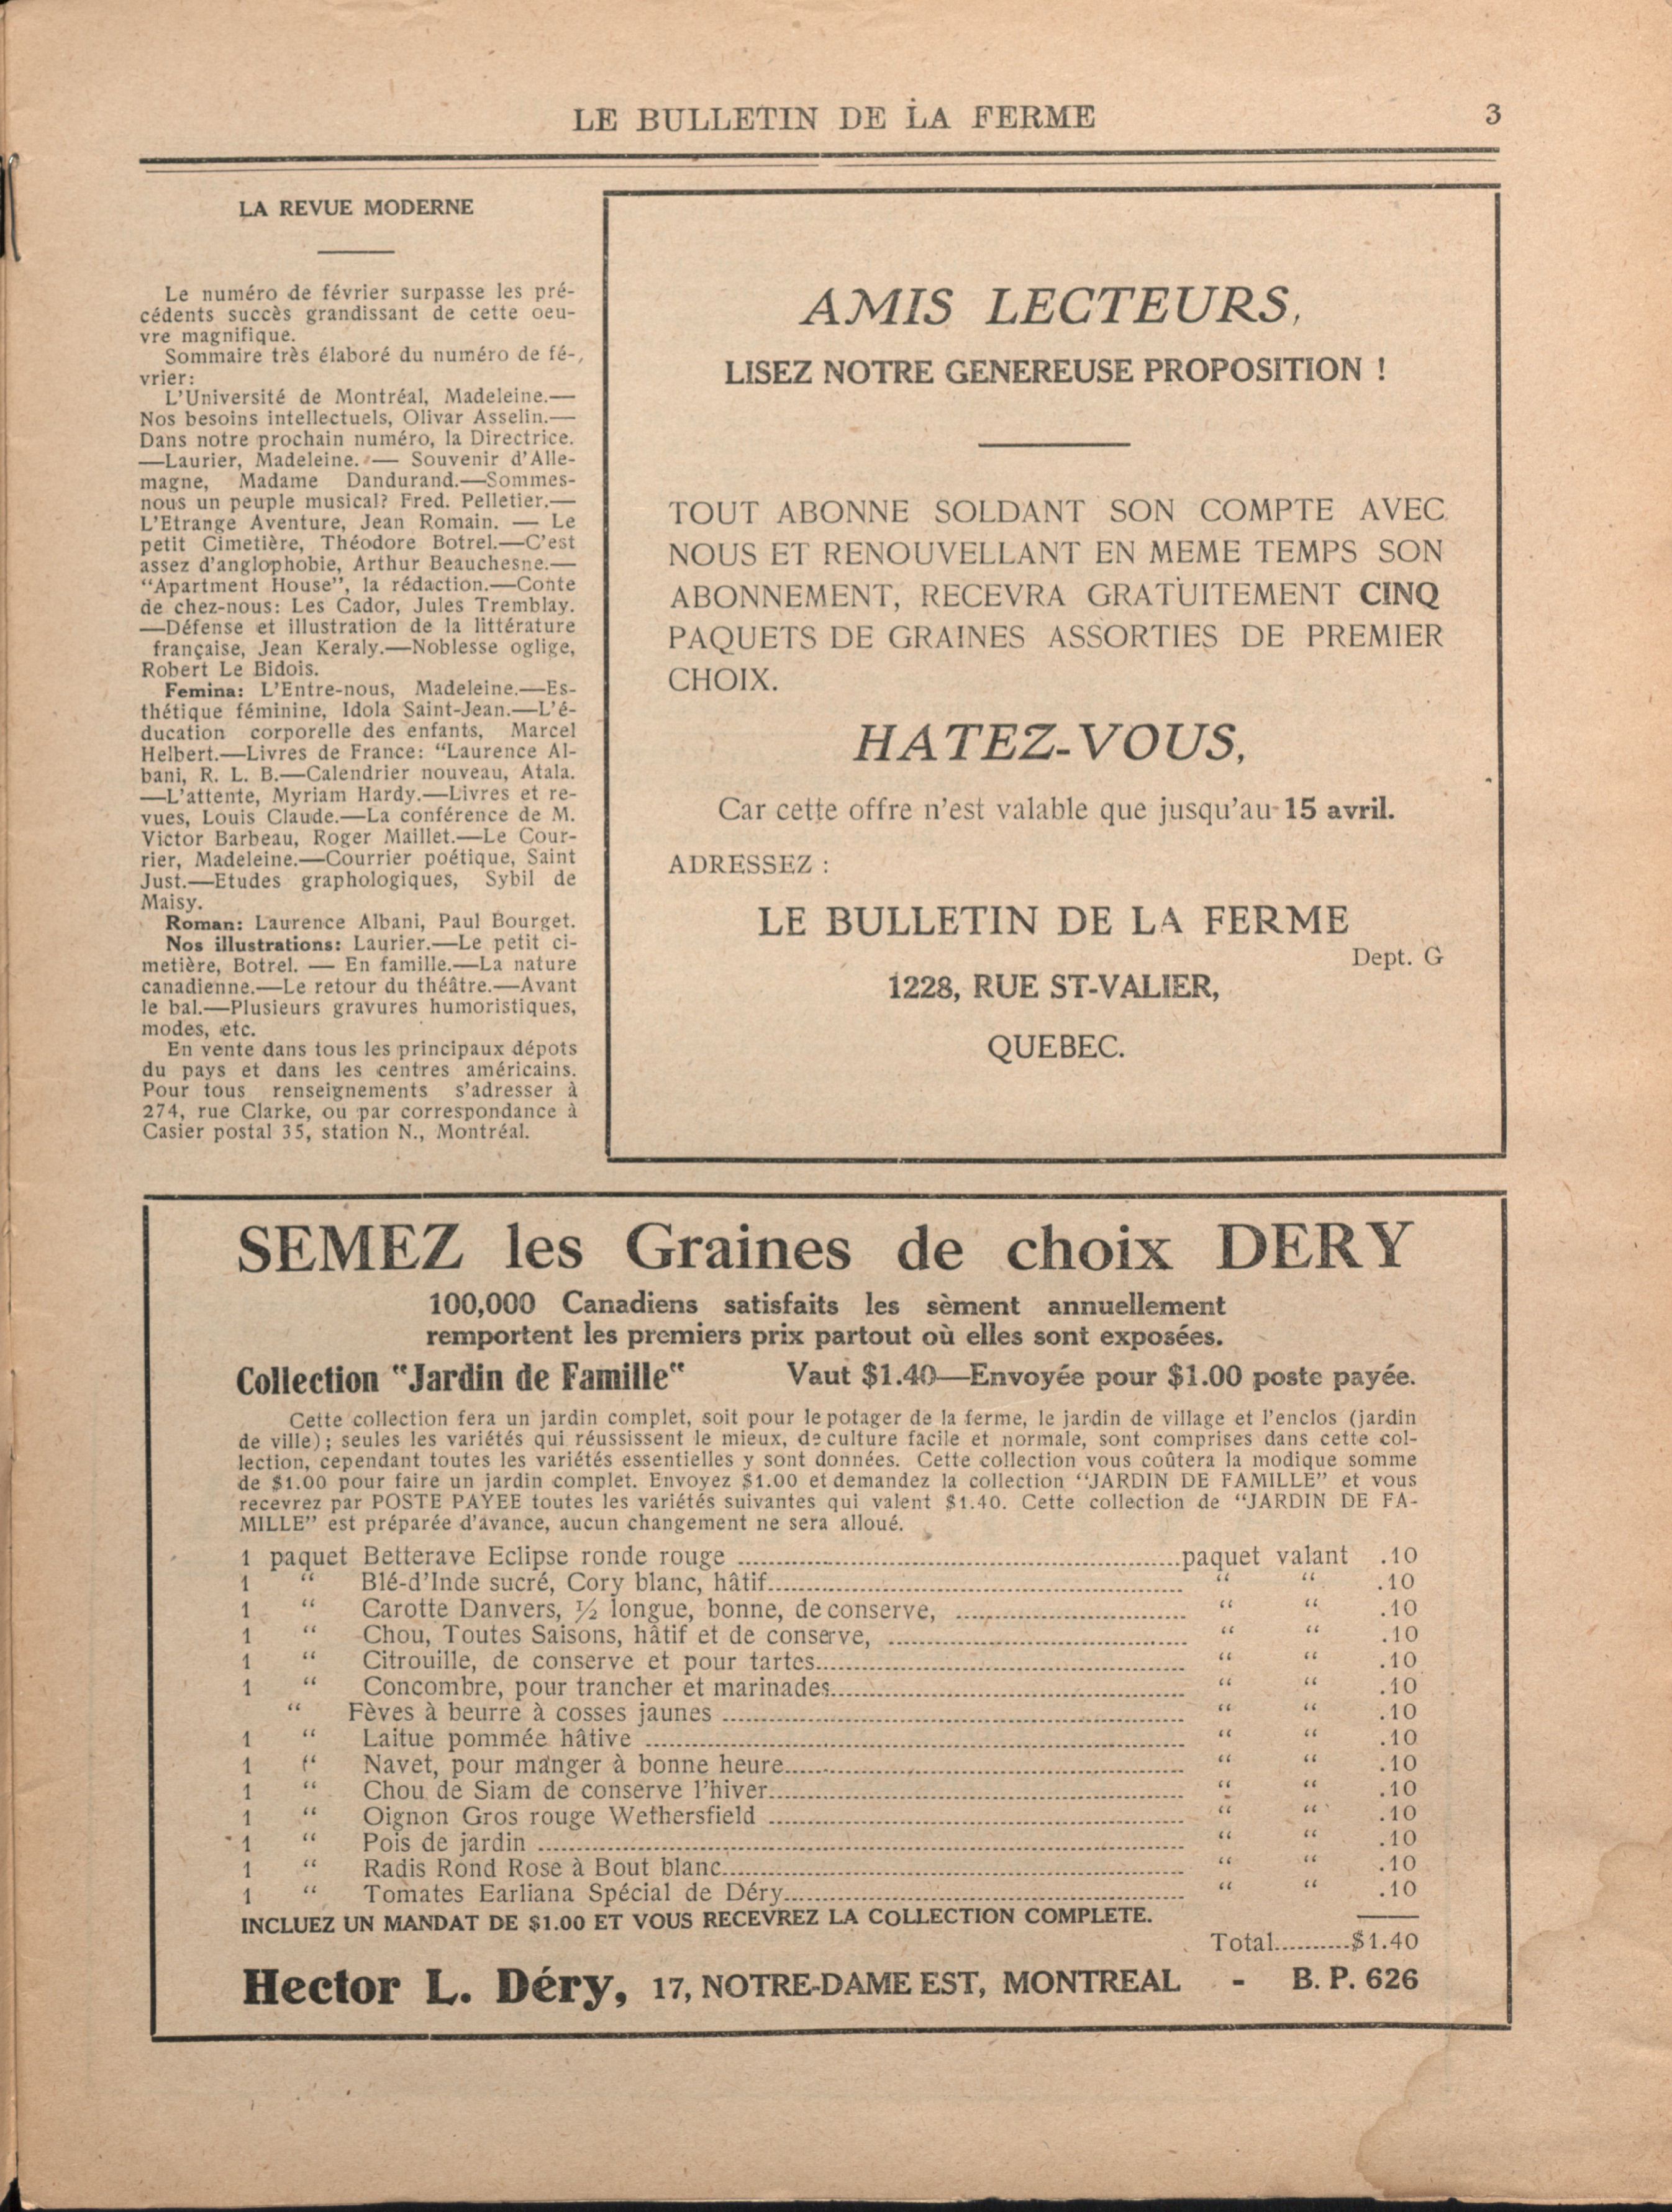 LE BULLETIN DE LA FERME
3
LA REVUE MODERNE
Le numéro de février surpasse les pré-
cédents succès grandissant de cette oeu-
vre magnifique.
Sommaire très élaboré du numéro de fé-,
vrier:
L'Université de Montréal, Madeleine.—
Nos besoins intellectuels, Olivar Asselin.—
Dans notre prochain numéro, la Directrice.
—Laurier, Madeleine. — Souvenir d'Alle-
magne, Madame Dandurand.—Sommes-
nous un peuple musical? Fred. Pelletier.—
L'Etrange Aventure, Jean Romain. — Le
petit Cimetière, Théodore Botrel.—C'est
assez d'anglophobie, Arthur Beauchesne.—
"Apartment House", la rédaction.—Conte
de chez-nous: Les Cador, Jules Tremblay.
—Défense et illustration de la littérature
française, Jean Keraly.—Noblesse oglige,
Robert Le Bidois.
Femina: L'Entre-nous, Madeleine.—Es-
thétique féminine, Idola Saint-Jean.—L'é-
ducation corporelle des enfants, Marcel
Helbert.—Livres de France: "Laurence Al-
bani, R. L. B.—Calendrier nouveau, Atala.
—L'attente, Myriam Hardy.—Livres et re-
vues, Louis Claude.—La conférence de M.
Victor Barbeau, Roger Maillet.—Le Cour-
rier, Madeleine.—Courrier poétique, Saint
Just.—Etudes graphologiques, Sybil de
Maisy.
Roman: Laurence Albani, Paul Bourget.
Nos illustrations: Laurier.—Le petit ci-
metière, Botrel. — En famille.—La nature
canadienne.—Le retour du théâtre.—Avant
le bal.—Plusieurs gravures humoristiques,
modes, etc.
En vente dans tous les principaux dépots
du pays et dans les centres américains.
Pour tous renseignements s'adresser à
274, rue Clarke, ou par correspondance à
Casier postal 35, station N., Montréal.
AMIS LECTEURS,
LISEZ NOTRE GENEREUSE PROPOSITION !
TOUT ABONNE SOLDANT SON COMPTE AVEC
NOUS ET RENOUVELLANT EN MEME TEMPS SON
ABONNEMENT, RECEVRA GRATUITEMENT CINQ
PAQUETS DE GRAINES ASSORTIES DE PREMIER
CHOIX.
HATEZ-VOUS,
Car cette offre n'est valable que jusqu'au 15 avril.
ADRESSEZ :
LE BULLETIN DE LA FERME
Dept. G
1228, RUE ST-VALIER,
QUEBEC.
SEMEZ les Graines de choix DERY
100,000 Canadiens satisfaits les sèment annuellement
remportent les premiers prix partout où elles sont exposées.
Collection "Jardin de Famille" Vaut $1.40—Envoyée pour $1.00 poste payée.
Cette collection fera un jardin complet, soit pour le potager de la ferme, le jardin de village et l'enclos (jardin
de ville); seules les variétés qui réussissent le mieux, de culture facile et normale, sont comprises dans cette col-
lection, cependant toutes les variétés essentielles y sont données. Cette collection vous coûtera la modique somme
de $1.00 pour faire un jardin complet. Envoyez $1.00 et demandez la collection "JARDIN DE FAMILLE" et vous
recevrez par POSTE PAYEE toutes les variétés suivantes qui valent $1.40. Cette collection de "JARDIN DE FA-
MILLE" est préparée d'avance, aucun changement ne sera alloué.
1 paquet Betterave Eclipse ronde rouge ........ paquet valant .10
1 " Blé-d'Inde sucré, Cory blanc, hâtif ........ " " .10
1 " Carotte Danvers, ½ longue, bonne, de conserve, ........ " " .10
1 " Chou, Toutes Saisons, hâtif et de conserve, ........ " " .10
1 " Citrouille, de conserve et pour tartes ........ " " .10
1 " Concombre, pour trancher et marinades ........ " " .10
" Fèves à beurre à cosses jaunes ........ " " .10
1 " Laitue pommée hâtive ........ " " .10
1 " Navet, pour manger à bonne heure ........ " " .10
1 " Chou de Siam de conserve l'hiver ........ " " .10
1 " Oignon Gros rouge Wethersfield ........ " " .10
1 " Pois de jardin ........ " " .10
1 " Radis Rond Rose à Bout blanc ........ " " .10
1 " Tomates Earliana Spécial de Déry ........ " " .10
INCLUEZ UN MANDAT DE $1.00 ET VOUS RECEVREZ LA COLLECTION COMPLETE.
Total ........ $1.40
Hector L. Déry, 17, NOTRE-DAME EST, MONTREAL - B. P. 626